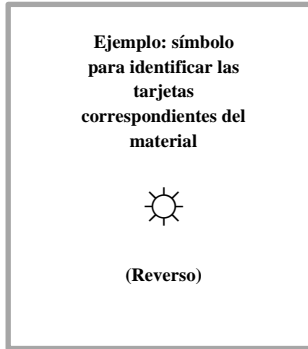 Ejemplo: símbolo
para identificar las
tarjetas
correspondientes del
material
(Reverso)